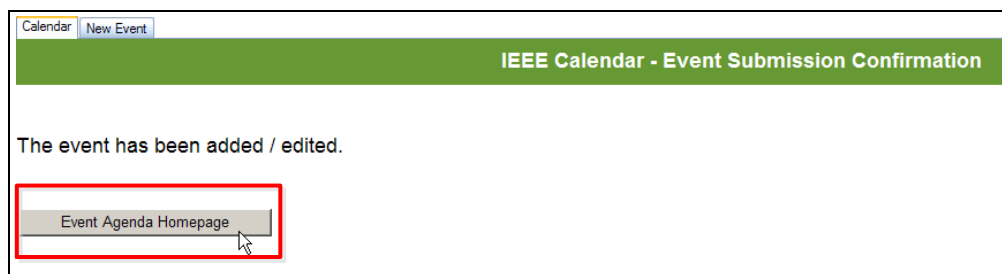 Calendar New Event
IEEE Calendar - Event Submission Confirmation
The event has been added / edited.
Event Agenda Homepage